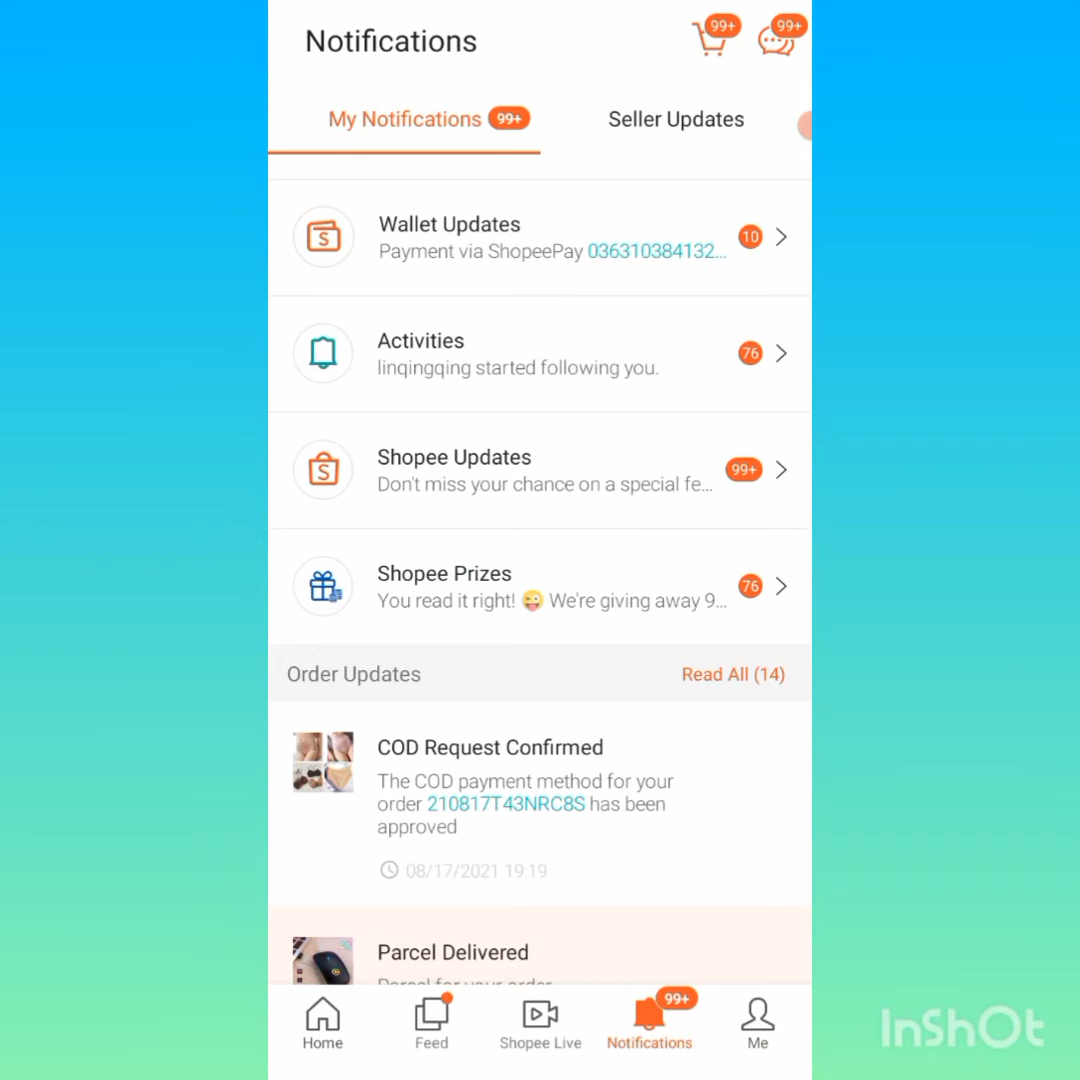 Notifications
99+
99+
My Notifications 99+
Seller Updates
Wallet Updates
Payment via ShopeePay 036310384132...
10
Activities
linqingqing started following you.
76
Shopee Updates
Don't miss your chance on a special fe...
99+
Shopee Prizes
You read it right! 😜 We're giving away 9...
76
Order Updates
Read All (14)
COD Request Confirmed
The COD payment method for your
order 210817T43NRC8S has been
approved
08/17/2021 19:19
Parcel Delivered
Parcel for your order
99+
Home
Feed
Shopee Live
Notifications
Me
InShOt